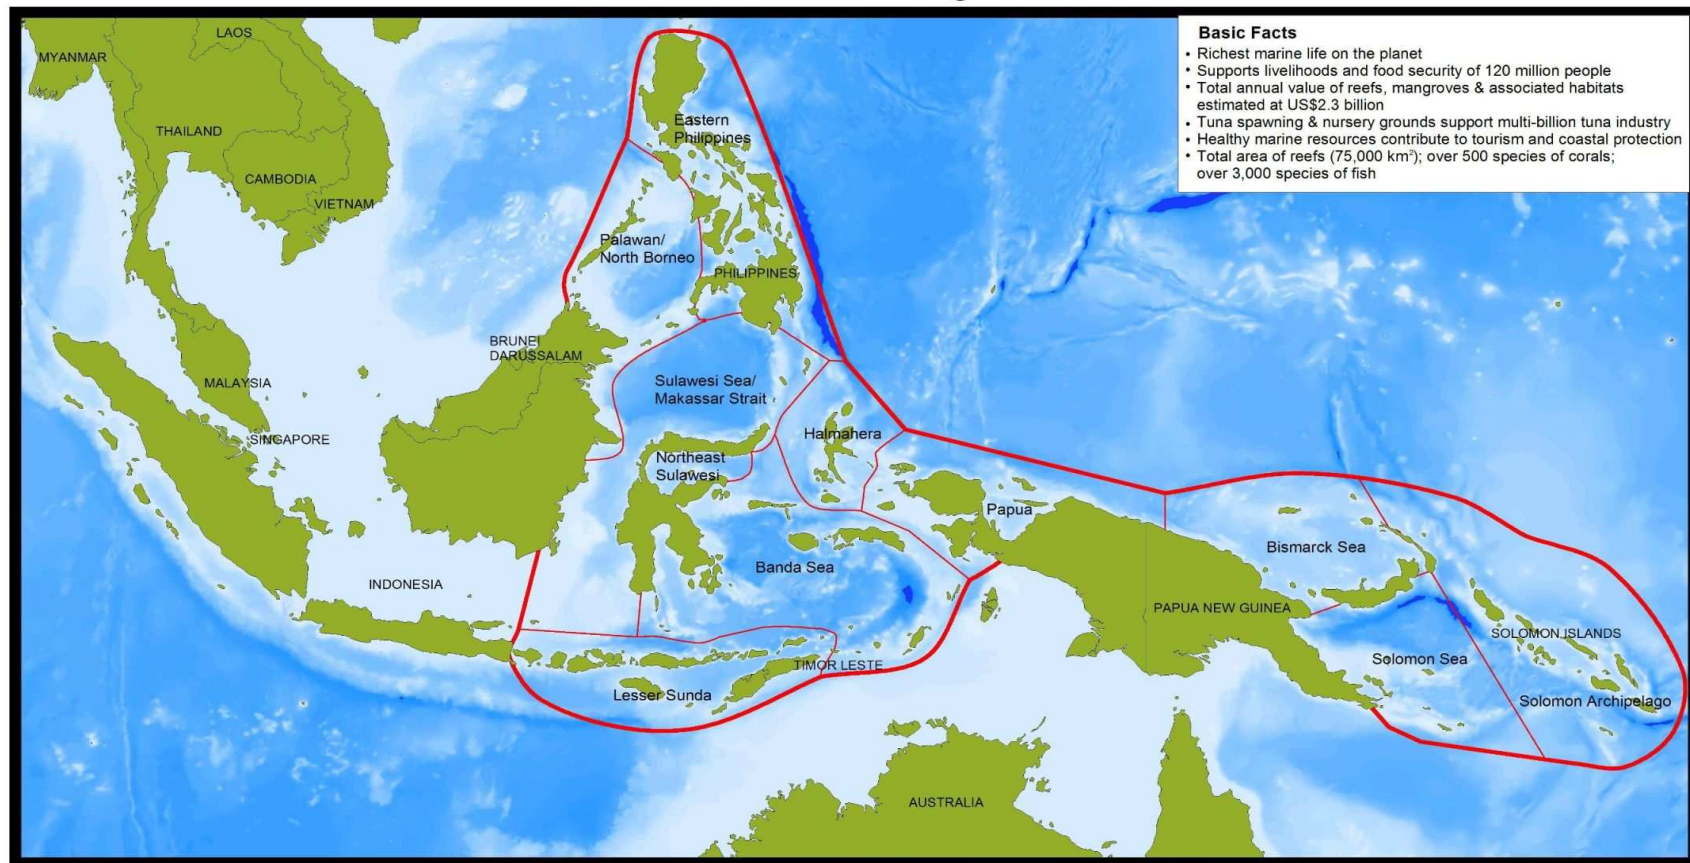 Basic Facts
• Richest marine life on the planet
• Supports livelihoods and food security of 120 million people
• Total annual value of reefs, mangroves & associated habitats
estimated at US$2.3 billion
• Tuna spawning & nursery grounds support multi-billion tuna industry
• Healthy marine resources contribute to tourism and coastal protection
• Total area of reefs (75,000 km²); over 500 species of corals;
over 3,000 species of fish
LAOS
MYANMAR
THAILAND
CAMBODIA
VIETNAM
Eastern
Philippines
Palawan/
North Borneo
PHILIPPINES
BRUNEI
DARUSSALAM
MALAYSIA
SINGAPORE
Sulawesi Sea/
Makassar Strait
Halmahera
Northeast
Sulawesi
Papua
Banda Sea
Bismarck Sea
INDONESIA
PAPUA NEW GUINEA
SOLOMON ISLANDS
TIMOR LESTE
Solomon Sea
Lesser Sunda
Solomon Archipelago
AUSTRALIA